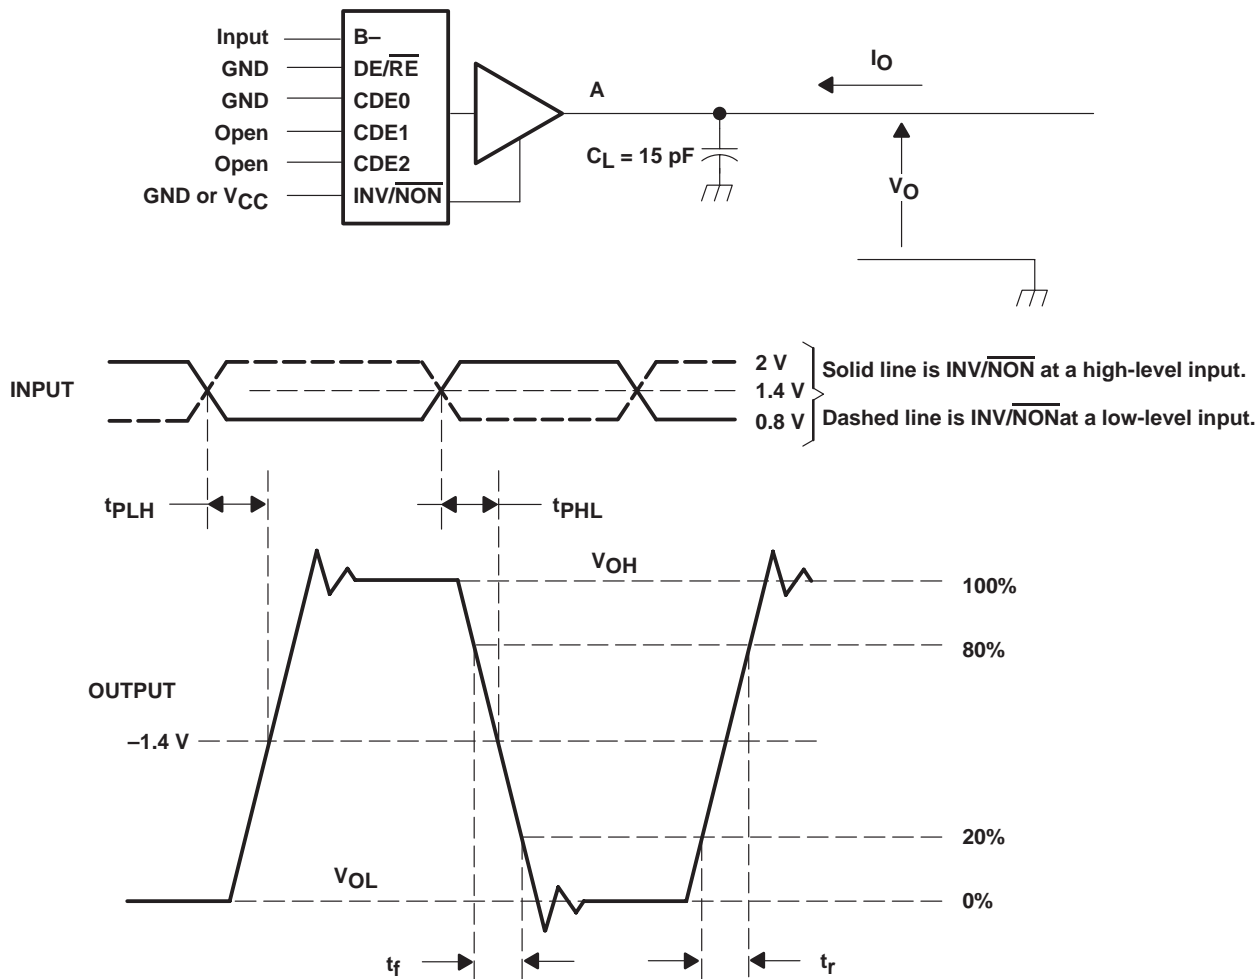 Input B–
GND DE/RE
GND CDE0
Open CDE1
Open CDE2
GND or VCC INV/NON
A
IO
CL = 15 pF
VO
INPUT
2 V
1.4 V
0.8 V
Solid line is INV/NON at a high-level input.
Dashed line is INV/NONat a low-level input.
tPLH
tPHL
VOH
100%
80%
OUTPUT
–1.4 V
20%
VOL
0%
tf
tr